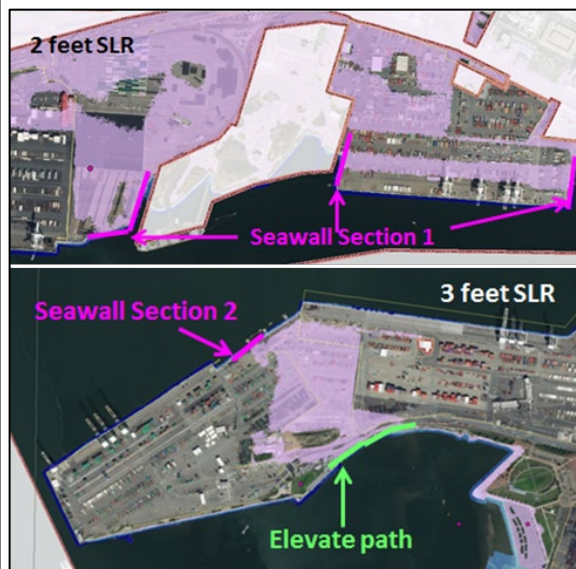 2 feet SLR
Seawall Section 1
3 feet SLR
Seawall Section 2
Elevate path